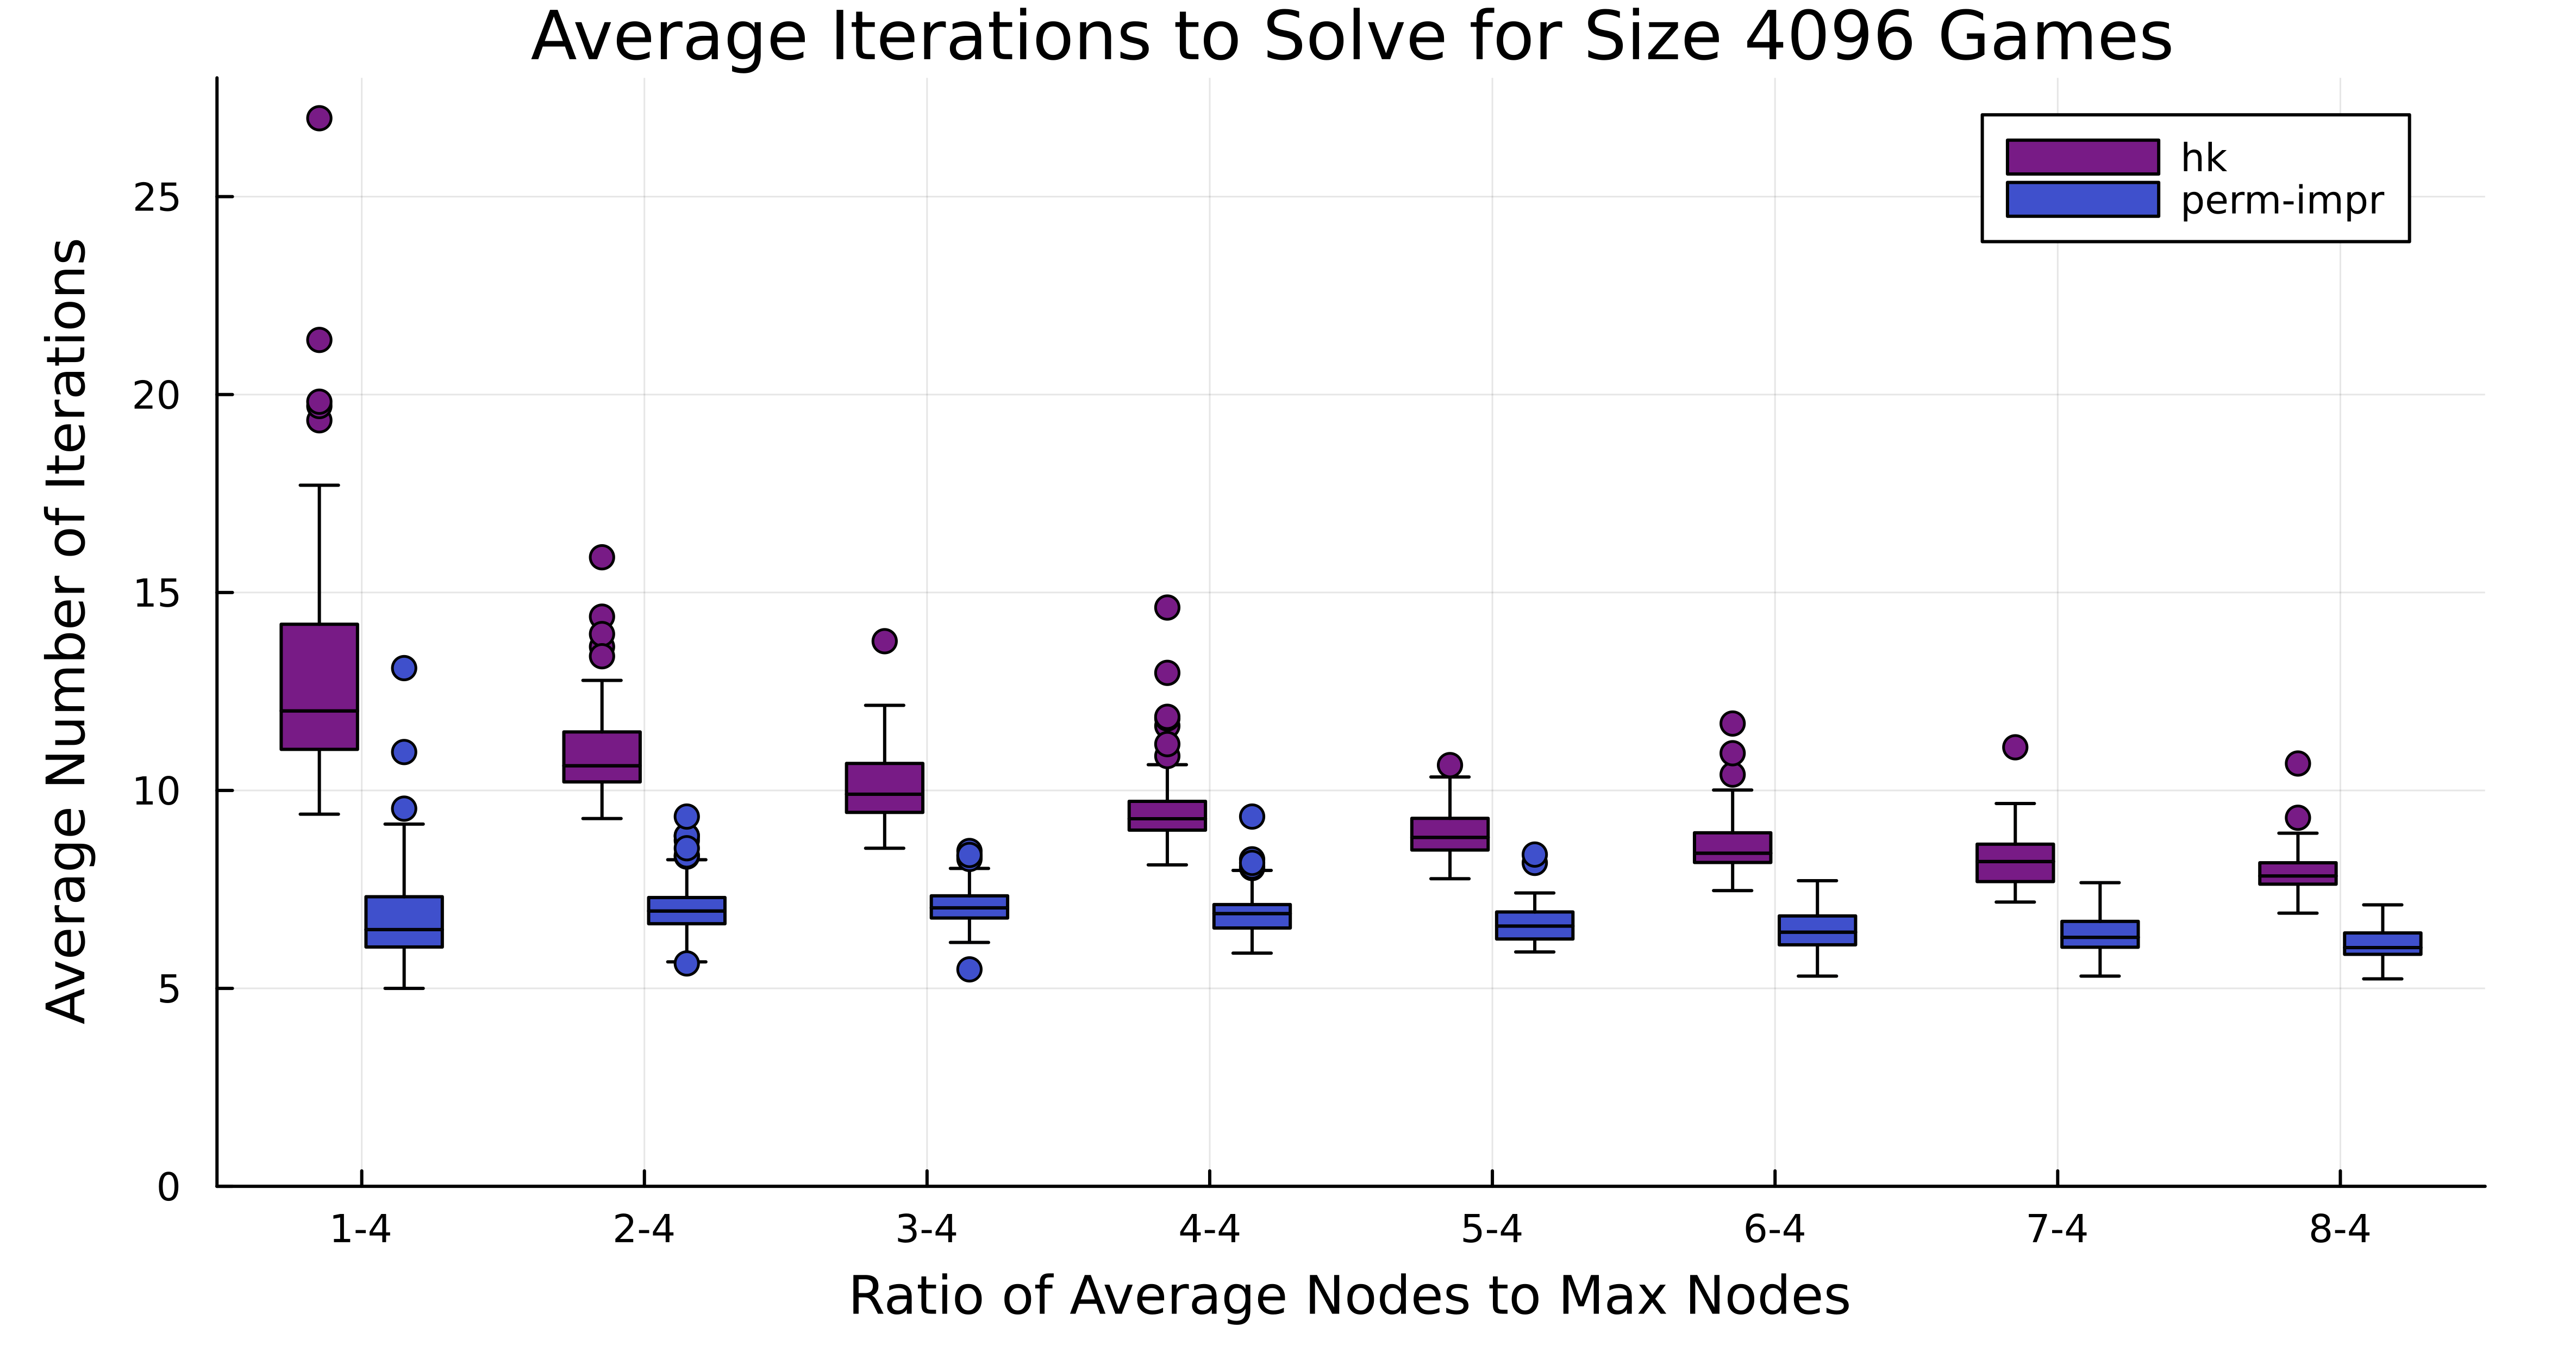 Average Iterations to Solve for Size 4096 Games
hk
perm-impr
Average Number of Iterations
25
20
15
10
5
0
1-4 2-4 3-4 4-4 5-4 6-4 7-4 8-4
Ratio of Average Nodes to Max Nodes